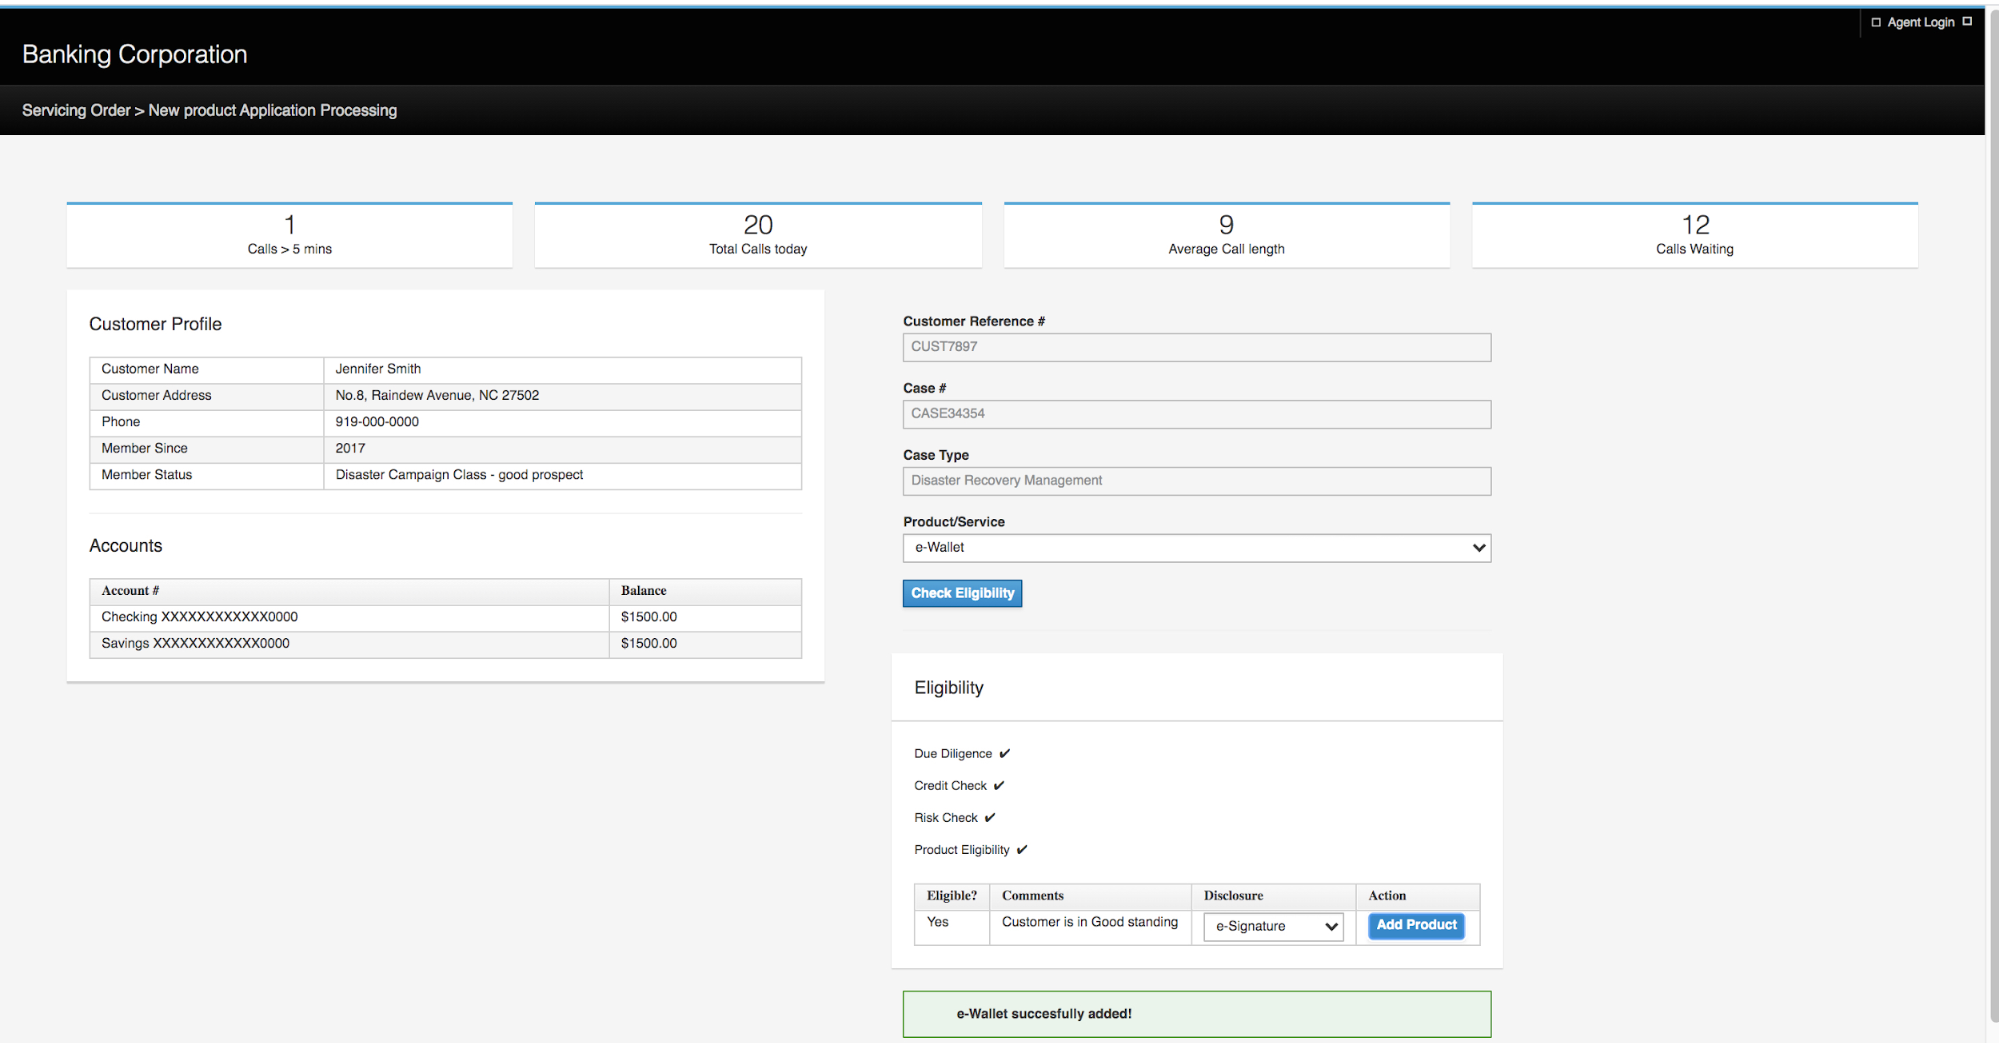 Agent Login
Banking Corporation
Servicing Order > New product Application Processing
1
Calls > 5 mins
20
Total Calls today
9
Average Call length
12
Calls Waiting
Customer Profile
Customer Name Jennifer Smith
Customer Address No.8, Raindew Avenue, NC 27502
Phone 919-000-0000
Member Since 2017
Member Status Disaster Campaign Class - good prospect
Accounts
Account # Balance
Checking XXXXXXXXXXXX0000 $1500.00
Savings XXXXXXXXXXXX0000 $1500.00
Customer Reference #
CUST7897
Case #
CASE34354
Case Type
Disaster Recovery Management
Product/Service
e-Wallet
Check Eligibility
Eligibility
Due Diligence ✔
Credit Check ✔
Risk Check ✔
Product Eligibility ✔
Eligible? Comments Disclosure Action
Yes Customer is in Good standing e-Signature Add Product
e-Wallet succesfully added!